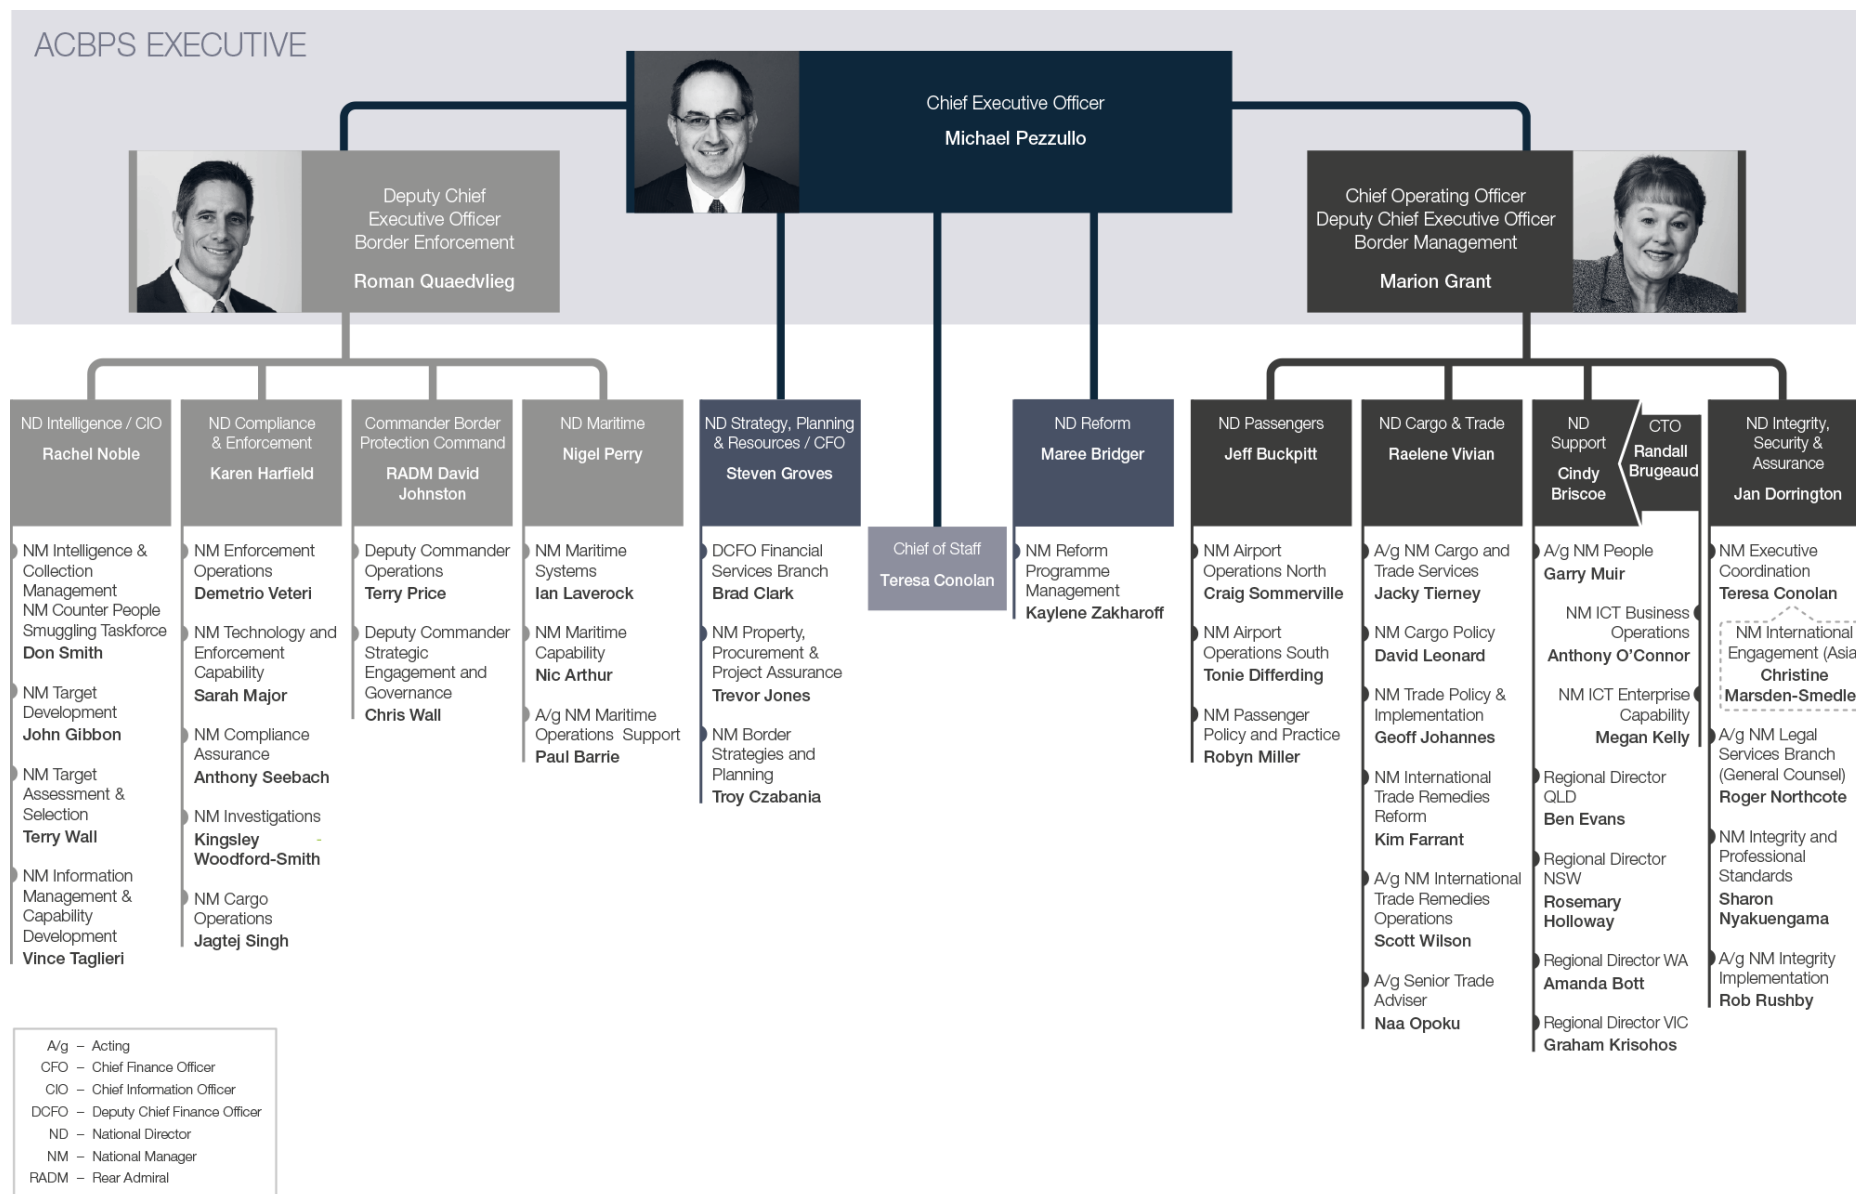 ACBPS EXECUTIVE
Chief Executive Officer
Michael Pezzullo
Deputy Chief
Executive Officer
Border Enforcement
Roman Quaedvlieg
Chief Operating Officer
Deputy Chief Executive Officer
Border Management
Marion Grant
ND Intelligence / CIO
Rachel Noble
NM Intelligence &
Collection
Management
NM Counter People
Smuggling Taskforce
Don Smith
NM Target
Development
John Gibbon
NM Target
Assessment &
Selection
Terry Wall
NM Information
Management &
Capability
Development
Vince Taglieri
ND Compliance
& Enforcement
Karen Harfield
NM Enforcement
Operations
Demetrio Veteri
NM Technology and
Enforcement
Capability
Sarah Major
NM Compliance
Assurance
Anthony Seebach
NM Investigations
Kingsley
Woodford-Smith
NM Cargo
Operations
Jagtej Singh
Commander Border
Protection Command
RADM David
Johnston
Deputy Commander
Operations
Terry Price
Deputy Commander
Strategic
Engagement and
Governance
Chris Wall
ND Maritime
Nigel Perry
NM Maritime
Systems
Ian Laverock
NM Maritime
Capability
Nic Arthur
A/g NM Maritime
Operations Support
Paul Barrie
ND Strategy, Planning
& Resources / CFO
Steven Groves
DCFO Financial
Services Branch
Brad Clark
NM Property,
Procurement &
Project Assurance
Trevor Jones
NM Border
Strategies and
Planning
Troy Czabania
Chief of Staff
Teresa Conolan
ND Reform
Maree Bridger
NM Reform
Programme
Management
Kaylene Zakharoff
ND Passengers
Jeff Buckpitt
NM Airport
Operations North
Craig Sommerville
NM Airport
Operations South
Tonie Differding
NM Passenger
Policy and Practice
Robyn Miller
ND Cargo & Trade
Raelene Vivian
A/g NM Cargo and
Trade Services
Jacky Tierney
NM Cargo Policy
David Leonard
NM Trade Policy &
Implementation
Geoff Johannes
NM International
Trade Remedies
Reform
Kim Farrant
A/g NM International
Trade Remedies
Operations
Scott Wilson
A/g Senior Trade
Adviser
Naa Opoku
ND
Support
Cindy
Briscoe
CTO
Randall
Brugeaud
A/g NM People
Garry Muir
NM ICT Business
Operations
Anthony O’Connor
NM ICT Enterprise
Capability
Megan Kelly
Regional Director
QLD
Ben Evans
Regional Director
NSW
Rosemary
Holloway
Regional Director WA
Amanda Bott
Regional Director VIC
Graham Krisohos
ND Integrity,
Security &
Assurance
Jan Dorrington
NM Executive
Coordination
Teresa Conolan
NM International
Engagement (Asia
Christine
Marsden-Smedle
A/g NM Legal
Services Branch
(General Counsel)
Roger Northcote
NM Integrity and
Professional
Standards
Sharon
Nyakuengama
A/g NM Integrity
Implementation
Rob Rushby
A/g – Acting
CFO – Chief Finance Officer
CIO – Chief Information Officer
DCFO – Deputy Chief Finance Officer
ND – National Director
NM – National Manager
RADM – Rear Admiral